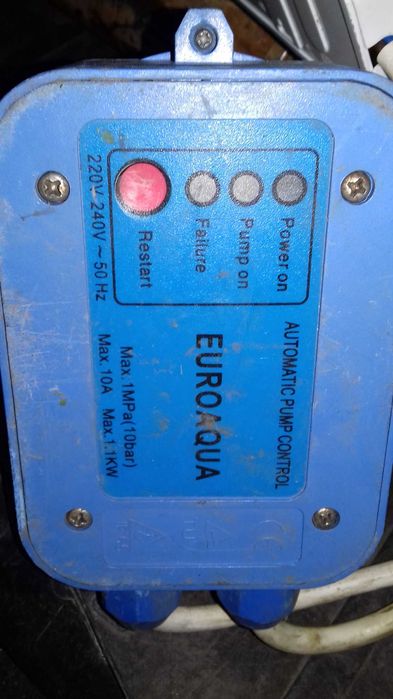 AUTOMATIC PUMP CONTROL
EUROAQUA
Max.1MPa(10bar)
Max.10A Max.1.1KW
Power on
Pump on
Failure
Restart
220V-240V~50 Hz
CE